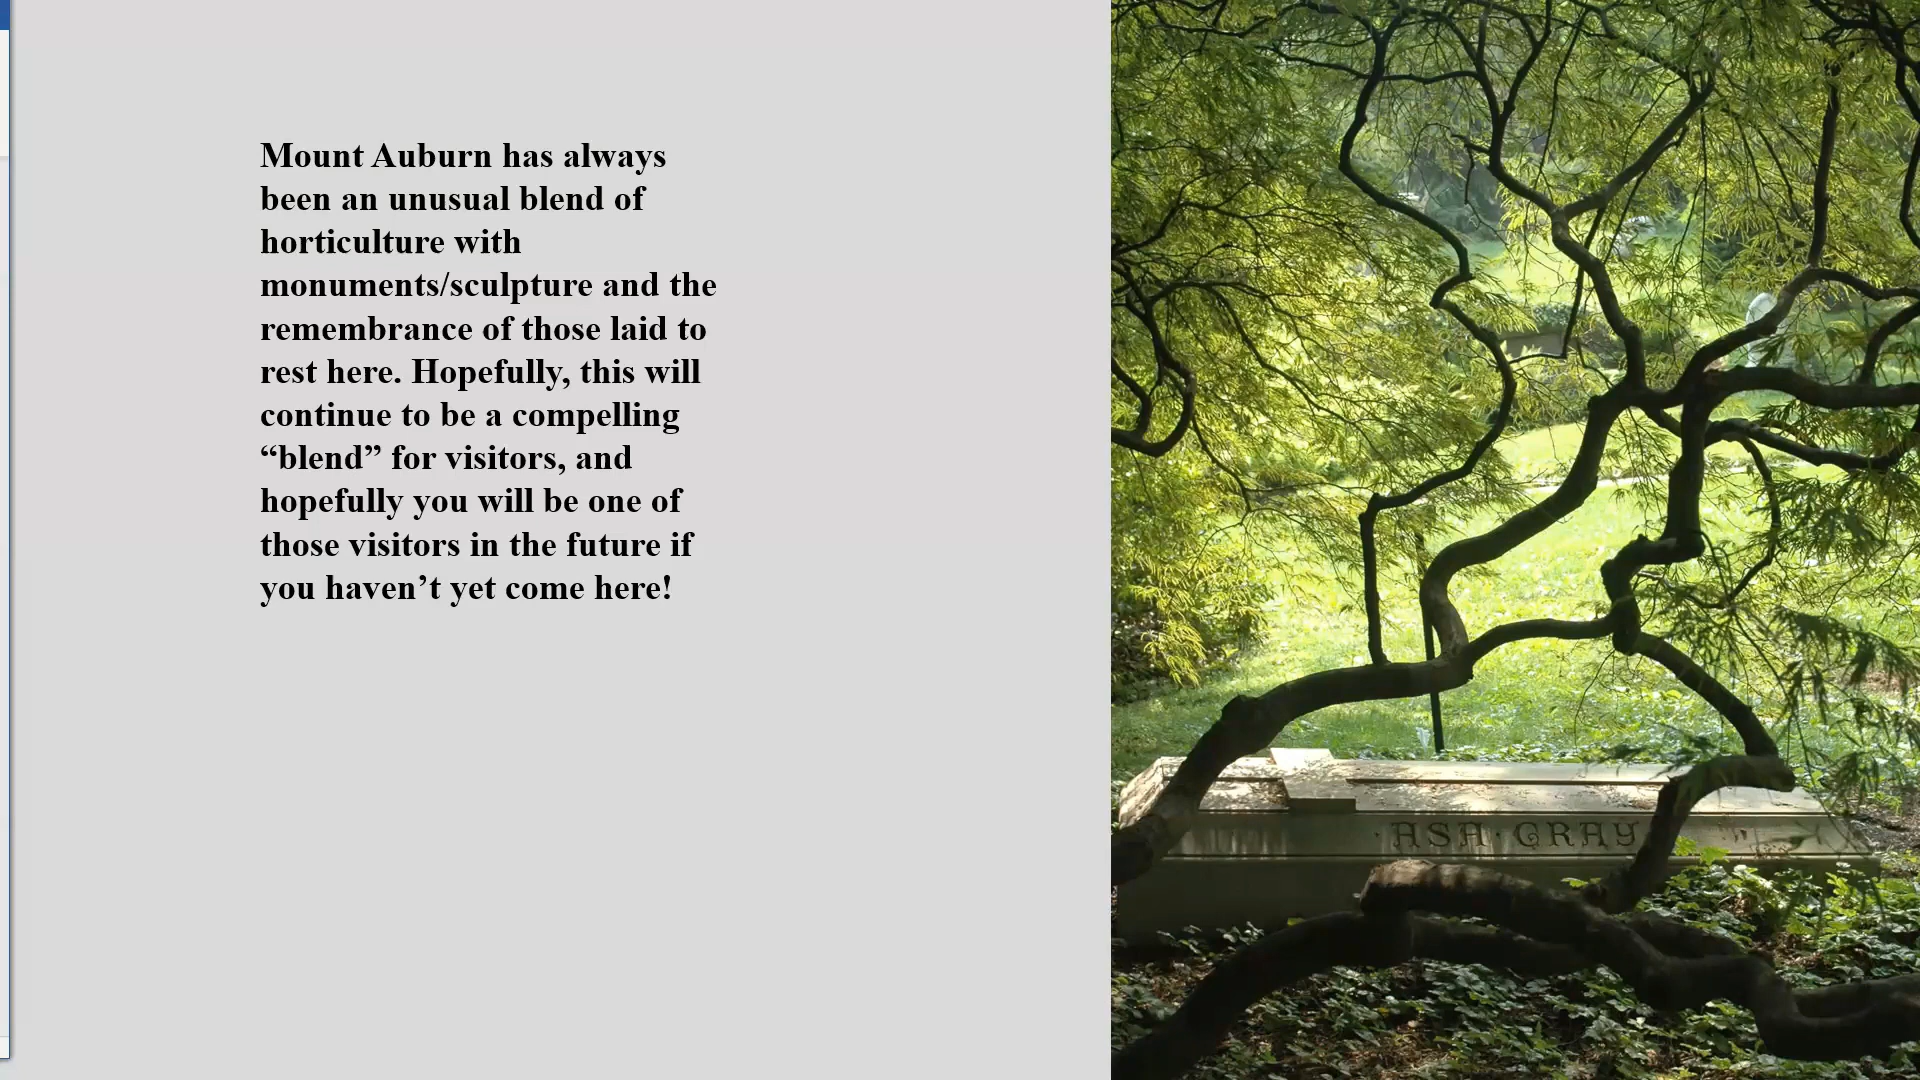 Mount Auburn has always
been an unusual blend of
horticulture with
monuments/sculpture and the
remembrance of those laid to
rest here. Hopefully, this will
continue to be a compelling
“blend” for visitors, and
hopefully you will be one of
those visitors in the future if
you haven’t yet come here!
· ASA · GRAY